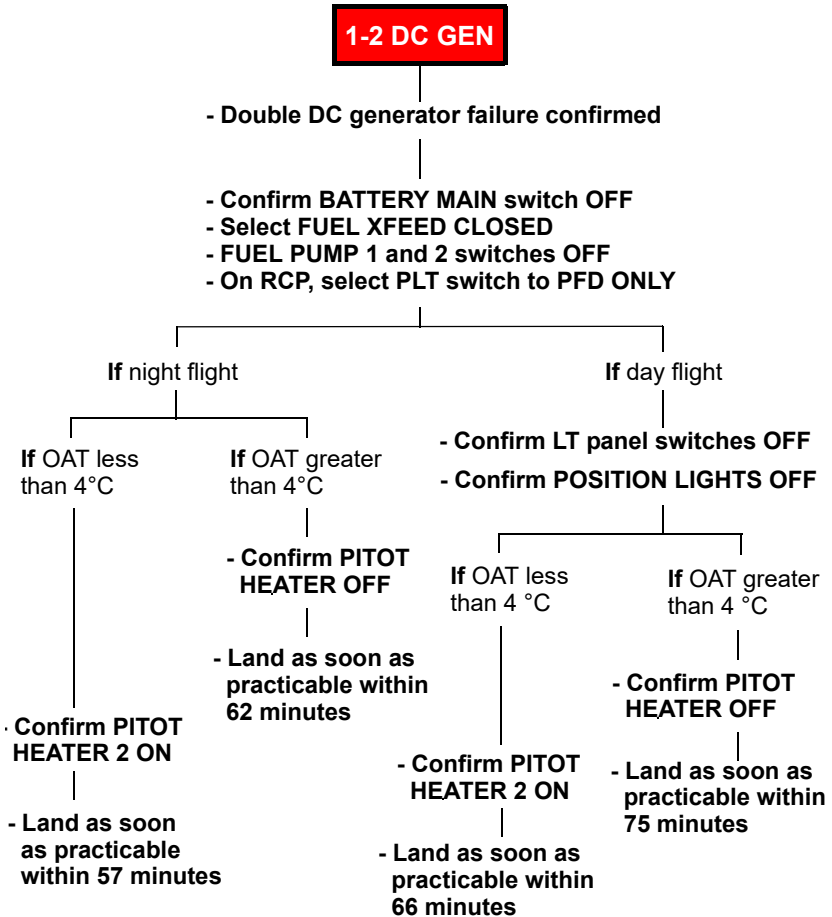 1-2 DC GEN
- Double DC generator failure confirmed
- Confirm BATTERY MAIN switch OFF
- Select FUEL XFEED CLOSED
- FUEL PUMP 1 and 2 switches OFF
- On RCP, select PLT switch to PFD ONLY
If night flight
If OAT less
than 4°C
- Confirm PITOT
HEATER 2 ON
- Land as soon
as practicable
within 57 minutes
If OAT greater
than 4°C
- Confirm PITOT
HEATER OFF
- Land as soon as
practicable within
62 minutes
If day flight
- Confirm LT panel switches OFF
- Confirm POSITION LIGHTS OFF
If OAT less
than 4 °C
- Confirm PITOT
HEATER 2 ON
- Land as soon as
practicable within
66 minutes
If OAT greater
than 4 °C
- Confirm PITOT
HEATER OFF
- Land as soon as
practicable within
75 minutes